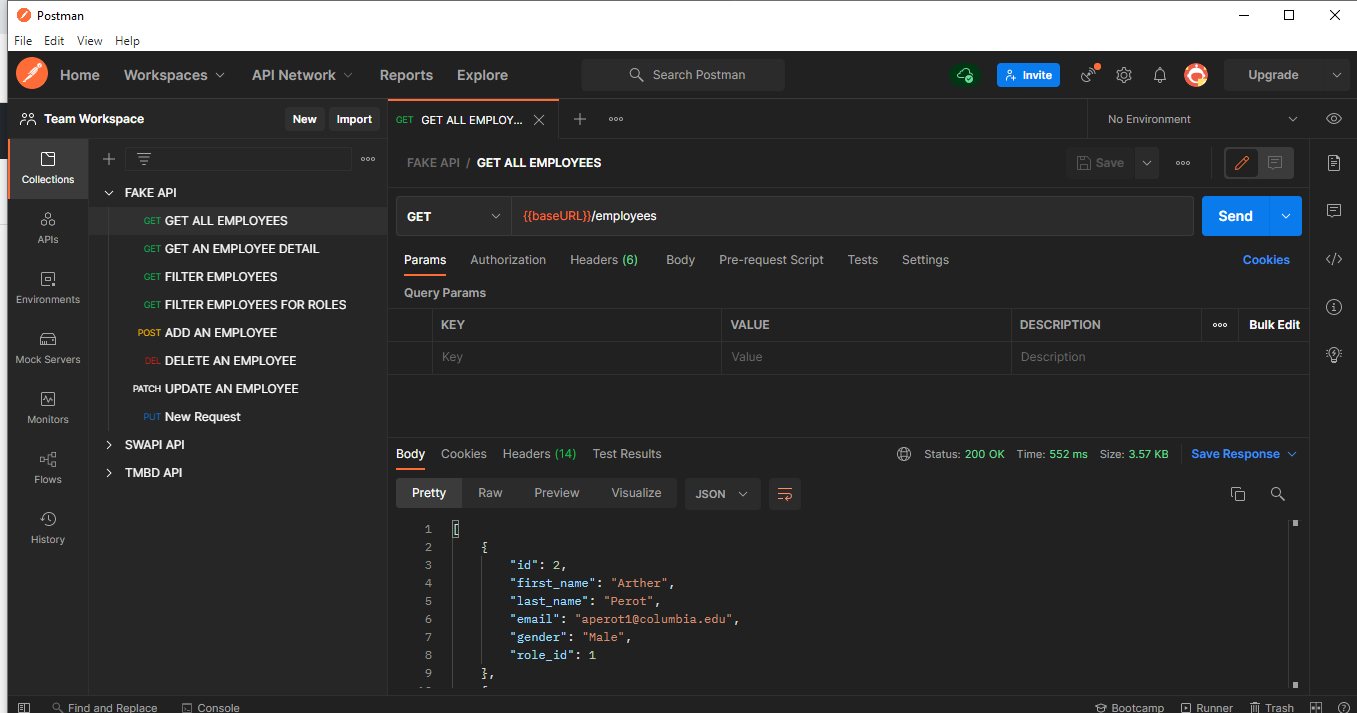 Postman
File Edit View Help
Home Workspaces API Network Reports Explore Search Postman Invite Upgrade
Team Workspace New Import GET GET ALL EMPLOY... No Environment
Collections
APIs
Environments
Mock Servers
Monitors
Flows
History
FAKE API
GET GET ALL EMPLOYEES
GET GET AN EMPLOYEE DETAIL
GET FILTER EMPLOYEES
GET FILTER EMPLOYEES FOR ROLES
POST ADD AN EMPLOYEE
DEL DELETE AN EMPLOYEE
PATCH UPDATE AN EMPLOYEE
PUT New Request
SWAPI API
TMBD API
FAKE API / GET ALL EMPLOYEES Save
GET {{baseURL}}/employees Send
Params Authorization Headers (6) Body Pre-request Script Tests Settings Cookies
Query Params
KEY VALUE DESCRIPTION Bulk Edit
Key Value Description
Body Cookies Headers (14) Test Results Status: 200 OK Time: 552 ms Size: 3.57 KB Save Response
Pretty Raw Preview Visualize JSON
1 [
2 {
3 "id": 2,
4 "first_name": "Arther",
5 "last_name": "Perot",
6 "email": "aperot1@columbia.edu",
7 "gender": "Male",
8 "role_id": 1
9 },
Find and Replace Console Bootcamp Runner Trash